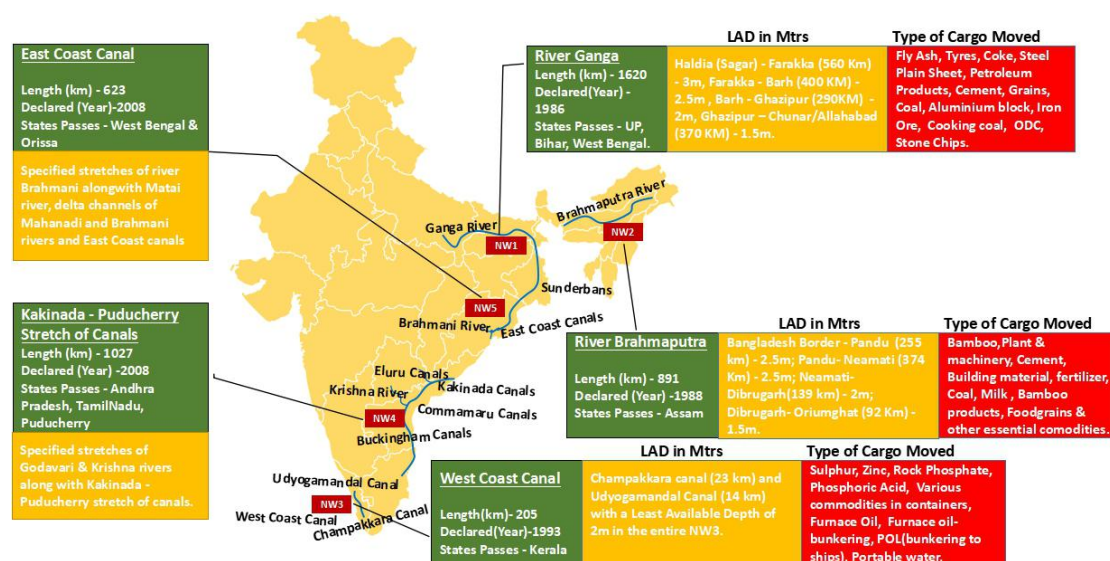 East Coast Canal
Length (km) - 623
Declared (Year)-2008
States Passes - West Bengal &
Orissa
Specified stretches of river
Brahmani alongwith Matai
river, delta channels of
Mahanadi and Brahmani
rivers and East Coast canals
Kakinada - Puducherry
Stretch of Canals
Length (km) - 1027
Declared (Year) -2008
States Passes - Andhra
Pradesh, TamilNadu,
Puducherry
Specified stretches of
Godavari & Krishna rivers
along with Kakinada -
Puducherry stretch of canals.
LAD in Mtrs
Type of Cargo Moved
River Ganga
Length (km) - 1620
Declared(Year) -
1986
States Passes - UP,
Bihar, West Bengal.
Haldia (Sagar) - Farakka (560 Km)
- 3m, Farakka - Barh (400 KM) -
2.5m , Barh - Ghazipur (290KM) -
2m, Ghazipur – Chunar/Allahabad
(370 KM) - 1.5m.
Fly Ash, Tyres, Coke, Steel
Plain Sheet, Petroleum
Products, Cement, Grains,
Coal, Aluminium block, Iron
Ore, Cooking coal, ODC,
Stone Chips.
Brahmaputra River
NW2
Ganga River
NW1
Sunderbans
NW5
Brahmani River
East Coast Canals
Eluru Canals
Krishna River
Kakinada Canals
NW4
Commamaru Canals
Buckingham Canals
Udyogamandal Canal
NW3
West Coast Canal
Champakkara Canal
LAD in Mtrs
Type of Cargo Moved
River Brahmaputra
Length (km) - 891
Declared (Year) -1988
States Passes - Assam
Bangladesh Border - Pandu (255
km) - 2.5m; Pandu- Neamati (374
Km) - 2.5m; Neamati-
Dibrugarh(139 km) - 2m;
Dibrugarh- Oriumghat (92 Km) -
1.5m.
Bamboo,Plant &
machinery, Cement,
Building material, fertilizer,
Coal, Milk , Bamboo
products, Foodgrains &
other essential comodities.
LAD in Mtrs
Type of Cargo Moved
West Coast Canal
Length(km)- 205
Declared(Year)-1993
States Passes - Kerala
Champakkara canal (23 km) and
Udyogamandal Canal (14 km)
with a Least Available Depth of
2m in the entire NW3.
Sulphur, Zinc, Rock Phosphate,
Phosphoric Acid, Various
commodities in containers,
Furnace Oil, Furnace oil-
bunkering, POL(bunkering to
ships), Portable water.